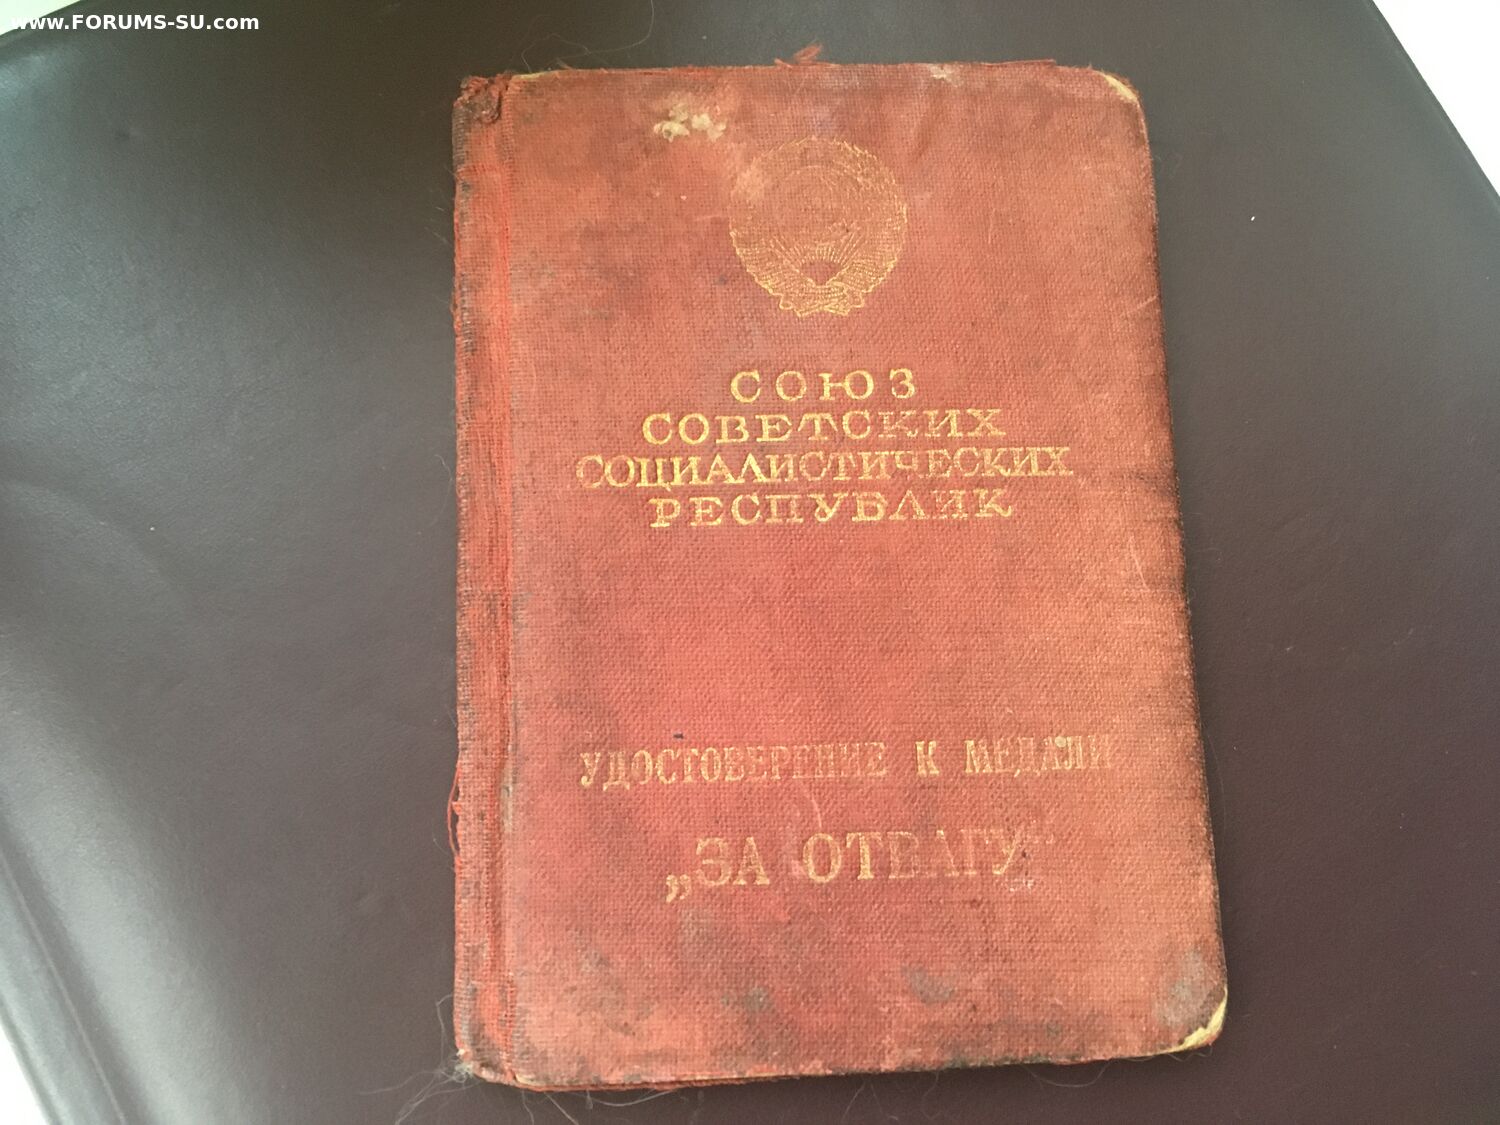 www.FORUMS-SU.com
СОЮЗ
СОВЕТСКИХ
СОЦИАЛИСТИЧЕСКИХ
РЕСПУБЛИК
УДОСТОВЕРЕНИЕ К МЕДАЛИ
„ЗА ОТВАГУ“